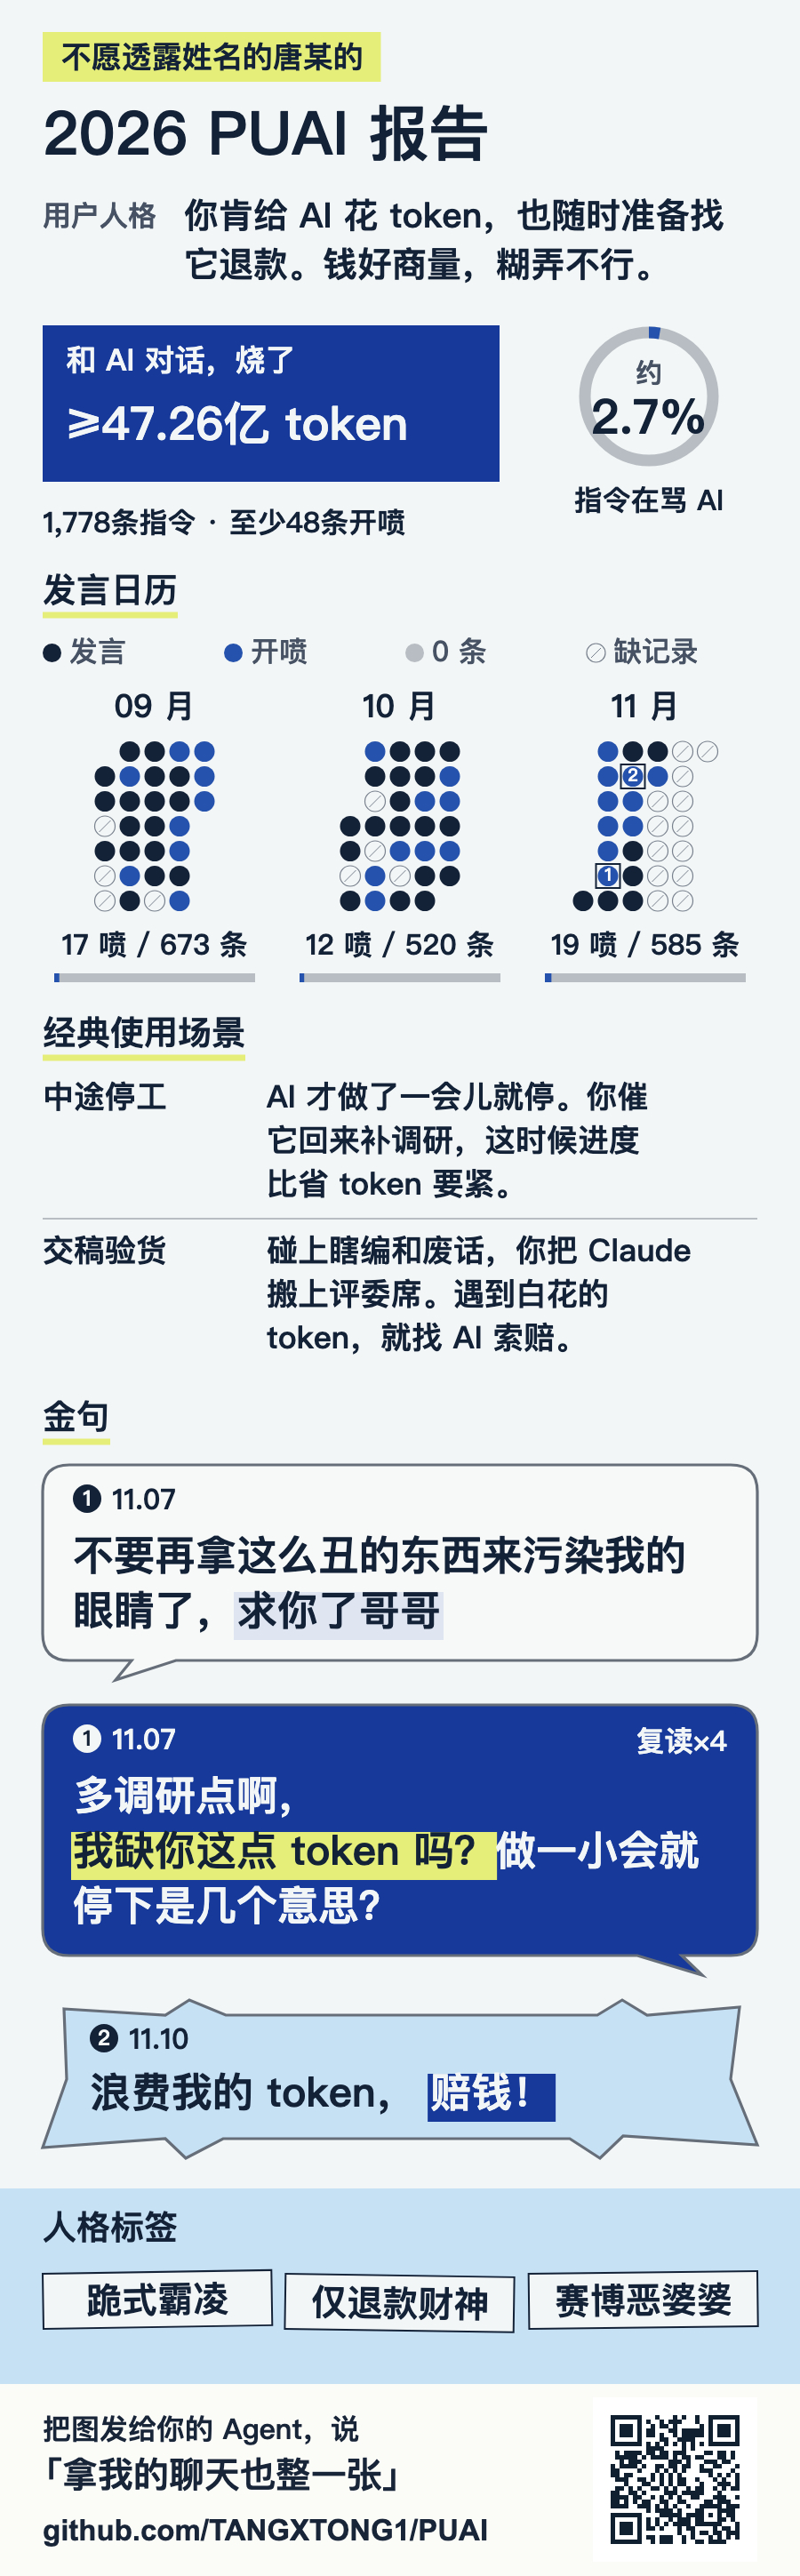 不愿透露姓名的唐某的
2026 PUAI 报告
用户人格
你肯给 AI 花 token，也随时准备找
它退款。钱好商量，糊弄不行。
和 AI 对话，烧了
≥47.26亿 token
约
2.7%
指令在骂 AI
1,778条指令 · 至少48条开喷
发言日历
发言 开喷 0 条 缺记录
09 月 10 月 11 月
2
1
17 喷 / 673 条 12 喷 / 520 条 19 喷 / 585 条
经典使用场景
中途停工
AI 才做了一会儿就停。你催
它回来补调研，这时候进度
比省 token 要紧。
交稿验货
碰上瞎编和废话，你把 Claude
搬上评委席。遇到白花的
token，就找 AI 索赔。
金句
1 11.07
不要再拿这么丑的东西来污染我的
眼睛了，求你了哥哥
1 11.07 复读×4
多调研点啊，
我缺你这点 token 吗？做一小会就
停下是几个意思？
2 11.10
浪费我的 token， 赔钱！
人格标签
跪式霸凌 仅退款财神 赛博恶婆婆
把图发给你的 Agent，说
「拿我的聊天也整一张」
github.com/TANGXTONG1/PUAI